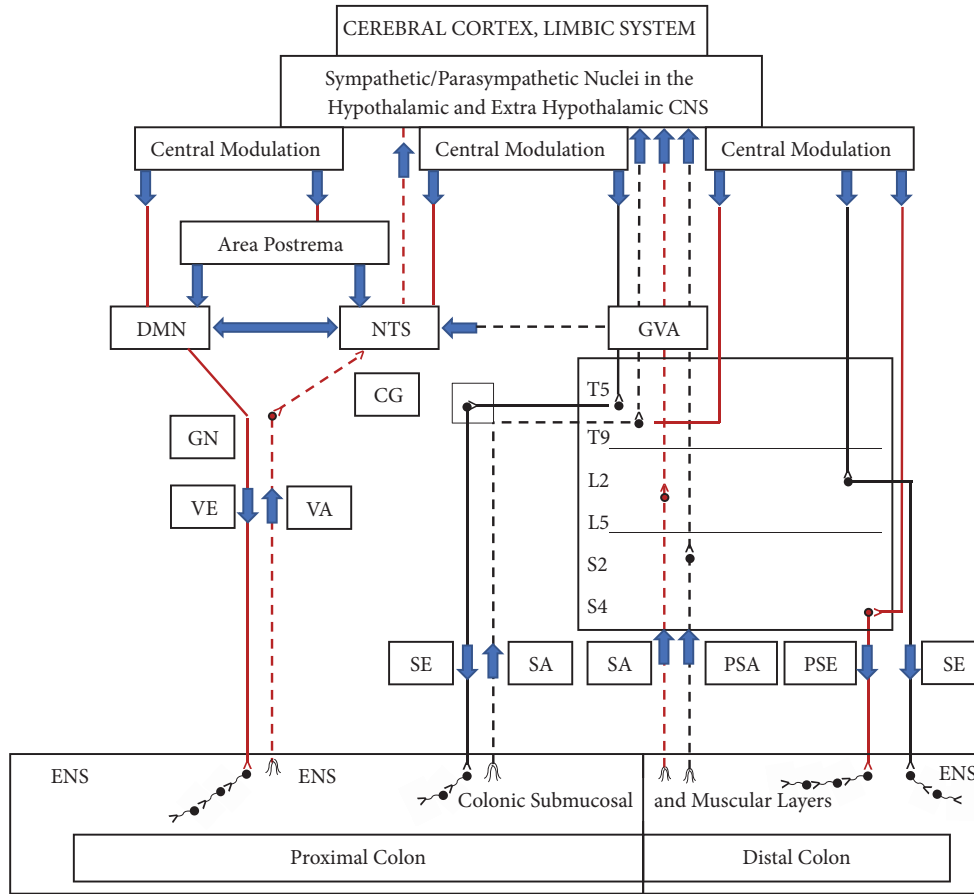 CEREBRAL CORTEX, LIMBIC SYSTEM
Sympathetic/Parasympathetic Nuclei in the
Hypothalamic and Extra Hypothalamic CNS
Central Modulation
Central Modulation
Central Modulation
Area Postrema
DMN
NTS
GVA
CG
T5
GN
T9
L2
VE
VA
L5
S2
S4
SE
SA
SA
PSA
PSE
SE
ENS
ENS
ENS
Colonic Submucosal
and Muscular Layers
Proximal Colon
Distal Colon